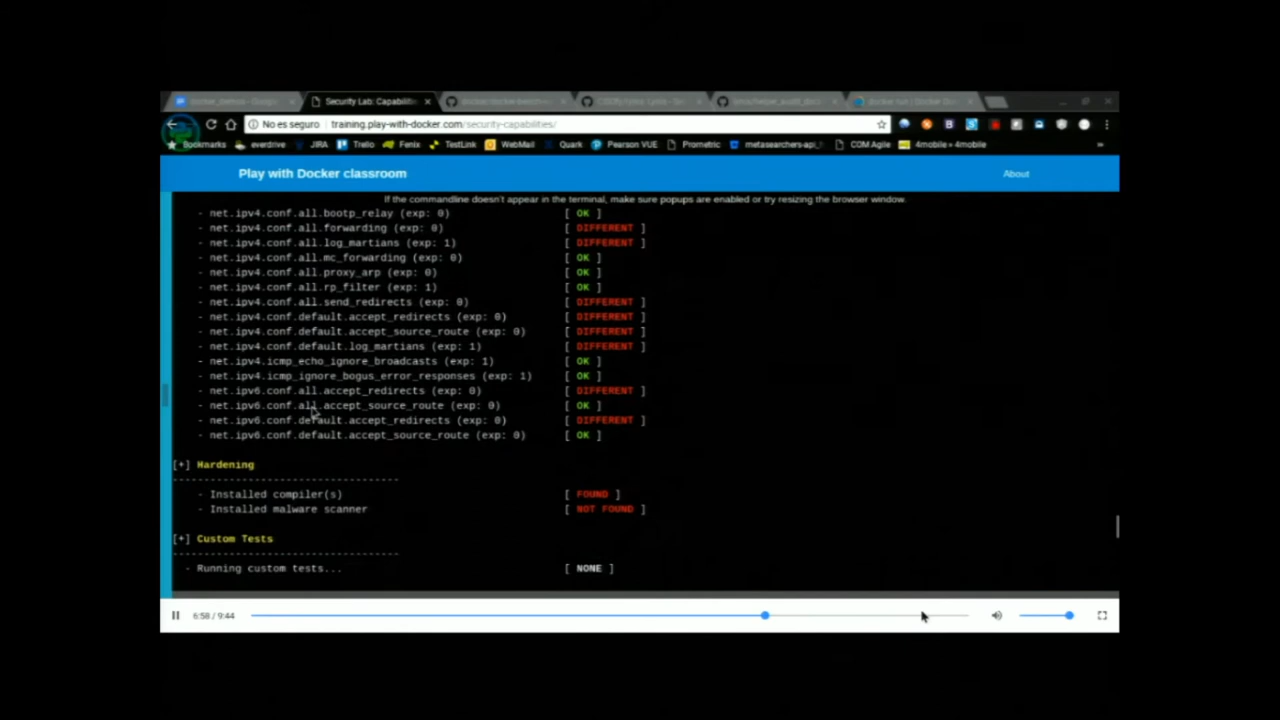 Security Lab: Capabilitie
No es seguro training.play-with-docker.com/security-capabilities/
Bookmarks everdrive JIRA Trello Fenix TestLink WebMail Quark Pearson VUE Prometric metasearchers-api_ COM Agile 4mobile » 4mobile »
Play with Docker classroom About
If the commandline doesn't appear in the terminal, make sure popups are enabled or try resizing the browser window.
- net.ipv4.conf.all.bootp_relay (exp: 0) [ OK ]
- net.ipv4.conf.all.forwarding (exp: 0) [ DIFFERENT ]
- net.ipv4.conf.all.log_martians (exp: 1) [ DIFFERENT ]
- net.ipv4.conf.all.mc_forwarding (exp: 0) [ OK ]
- net.ipv4.conf.all.proxy_arp (exp: 0) [ OK ]
- net.ipv4.conf.all.rp_filter (exp: 1) [ OK ]
- net.ipv4.conf.all.send_redirects (exp: 0) [ DIFFERENT ]
- net.ipv4.conf.default.accept_redirects (exp: 0) [ DIFFERENT ]
- net.ipv4.conf.default.accept_source_route (exp: 0) [ DIFFERENT ]
- net.ipv4.conf.default.log_martians (exp: 1) [ DIFFERENT ]
- net.ipv4.icmp_echo_ignore_broadcasts (exp: 1) [ OK ]
- net.ipv4.icmp_ignore_bogus_error_responses (exp: 1) [ OK ]
- net.ipv6.conf.all.accept_redirects (exp: 0) [ DIFFERENT ]
- net.ipv6.conf.all.accept_source_route (exp: 0) [ OK ]
- net.ipv6.conf.default.accept_redirects (exp: 0) [ DIFFERENT ]
- net.ipv6.conf.default.accept_source_route (exp: 0) [ OK ]
[+] Hardening
------------------------------------
- Installed compiler(s) [ FOUND ]
- Installed malware scanner [ NOT FOUND ]
[+] Custom Tests
------------------------------------
- Running custom tests... [ NONE ]
6:58 / 9:44